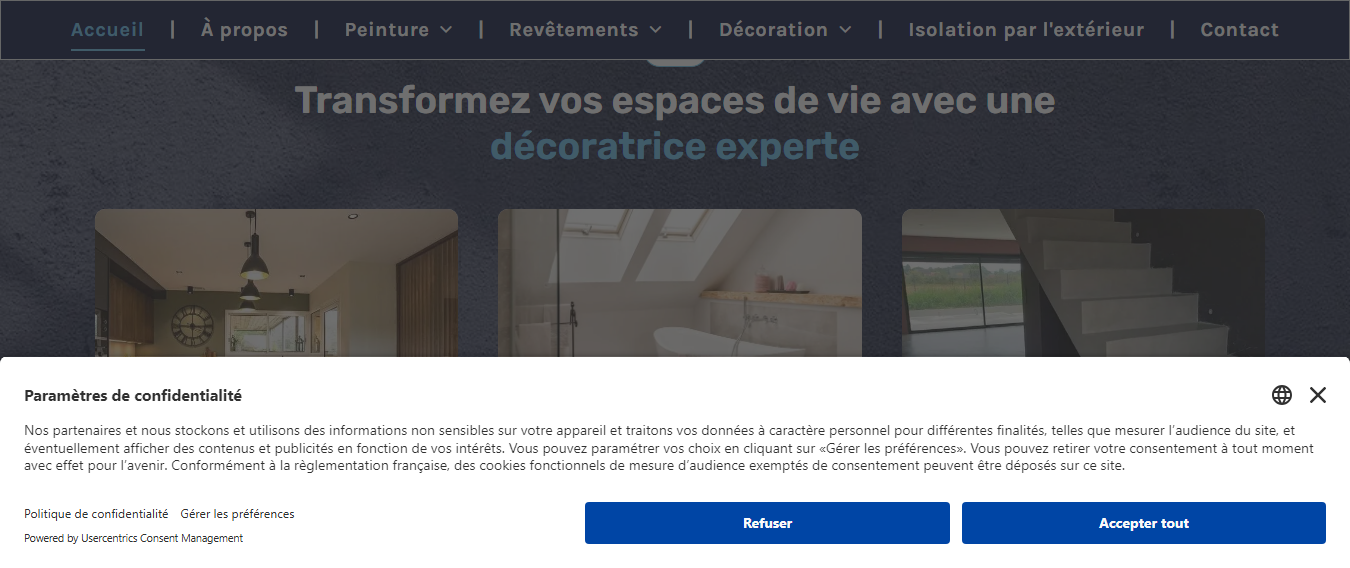 Accueil | À propos | Peinture | Revêtements | Décoration | Isolation par l'extérieur | Contact
Transformez vos espaces de vie avec une
décoratrice experte
Paramètres de confidentialité
Nos partenaires et nous stockons et utilisons des informations non sensibles sur votre appareil et traitons vos données à caractère personnel pour différentes finalités, telles que mesurer l’audience du site, et
éventuellement afficher des contenus et publicités en fonction de vos intérêts. Vous pouvez paramétrer vos choix en cliquant sur «Gérer les préférences». Vous pouvez retirer votre consentement à tout moment
avec effet pour l’avenir. Conformément à la règlementation française, des cookies fonctionnels de mesure d’audience exemptés de consentement peuvent être déposés sur ce site.
Politique de confidentialité Gérer les préférences
Powered by Usercentrics Consent Management
Refuser
Accepter tout